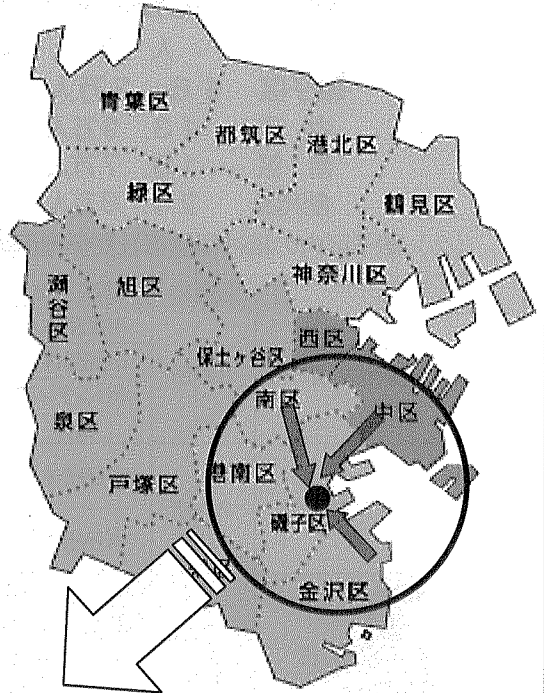 青葉区
都筑区
港北区
緑区
鶴見区
神奈川区
瀬谷区
旭区
西区
保土ヶ谷区
南区
中区
泉区
港南区
戸塚区
磯子区
金沢区